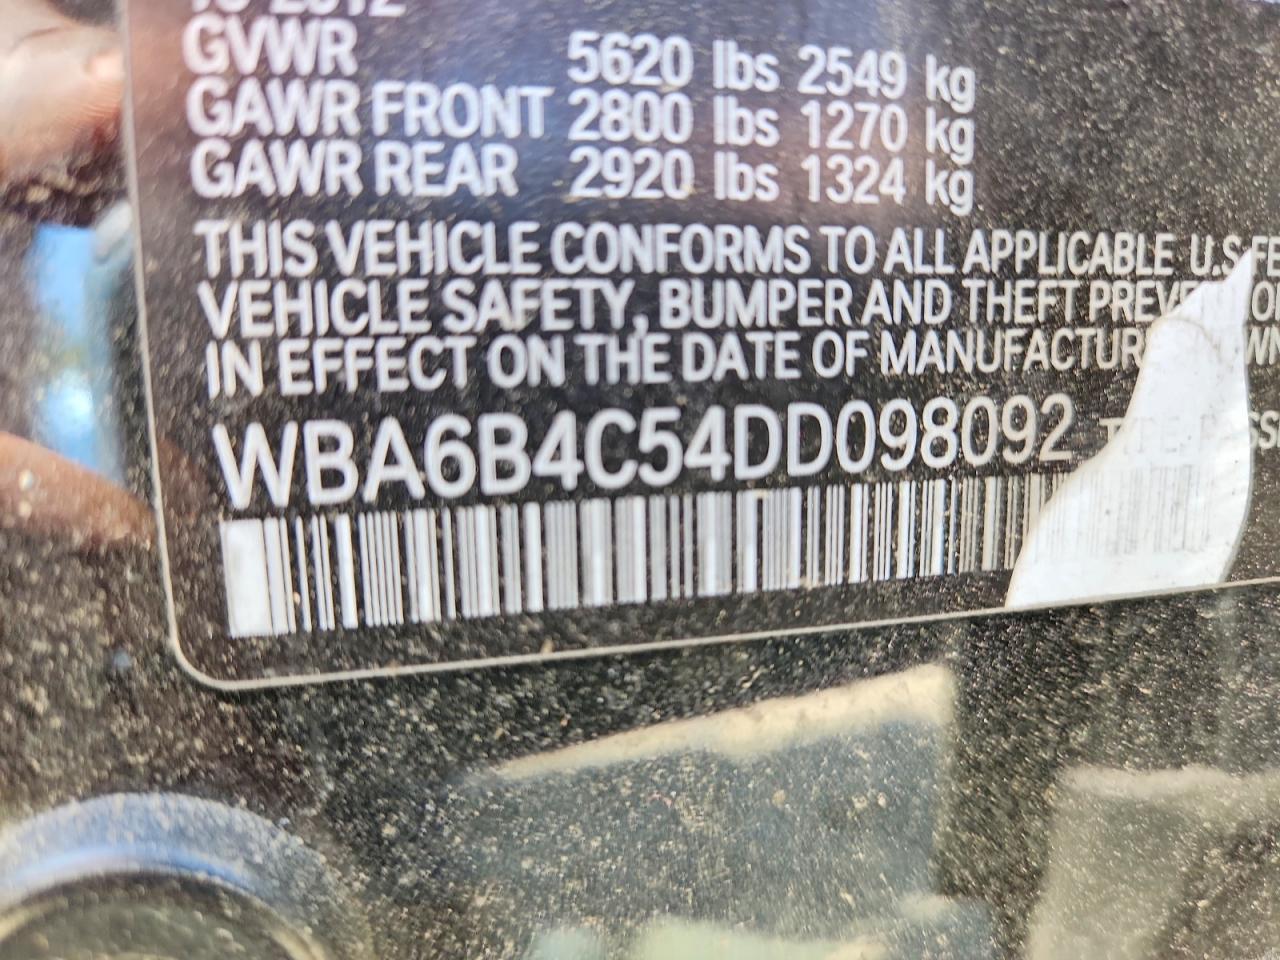 GVWR 5620 lbs 2549 kg
GAWR FRONT 2800 lbs 1270 kg
GAWR REAR 2920 lbs 1324 kg
THIS VEHICLE CONFORMS TO ALL APPLICABLE U.S.
VEHICLE SAFETY, BUMPER AND THEFT
IN EFFECT ON THE DATE OF
WBA6B4C54DD098092